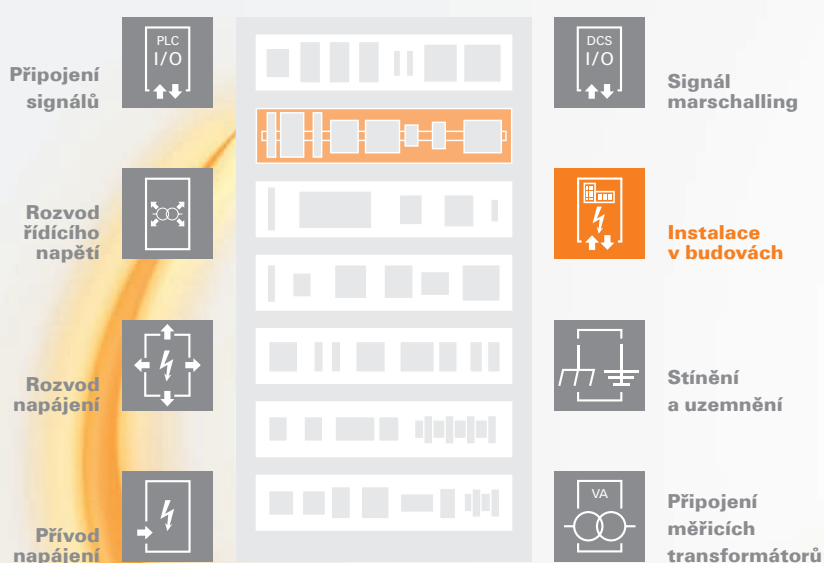 PLC
I/O
Připojení
signálů
DCS
I/O
Signál
marschalling
Rozvod
řídícího
napětí
Instalace
v budovách
Rozvod
napájení
Stínění
a uzemnění
Přívod
napájení
VA
Připojení
měřicích
transformátorů